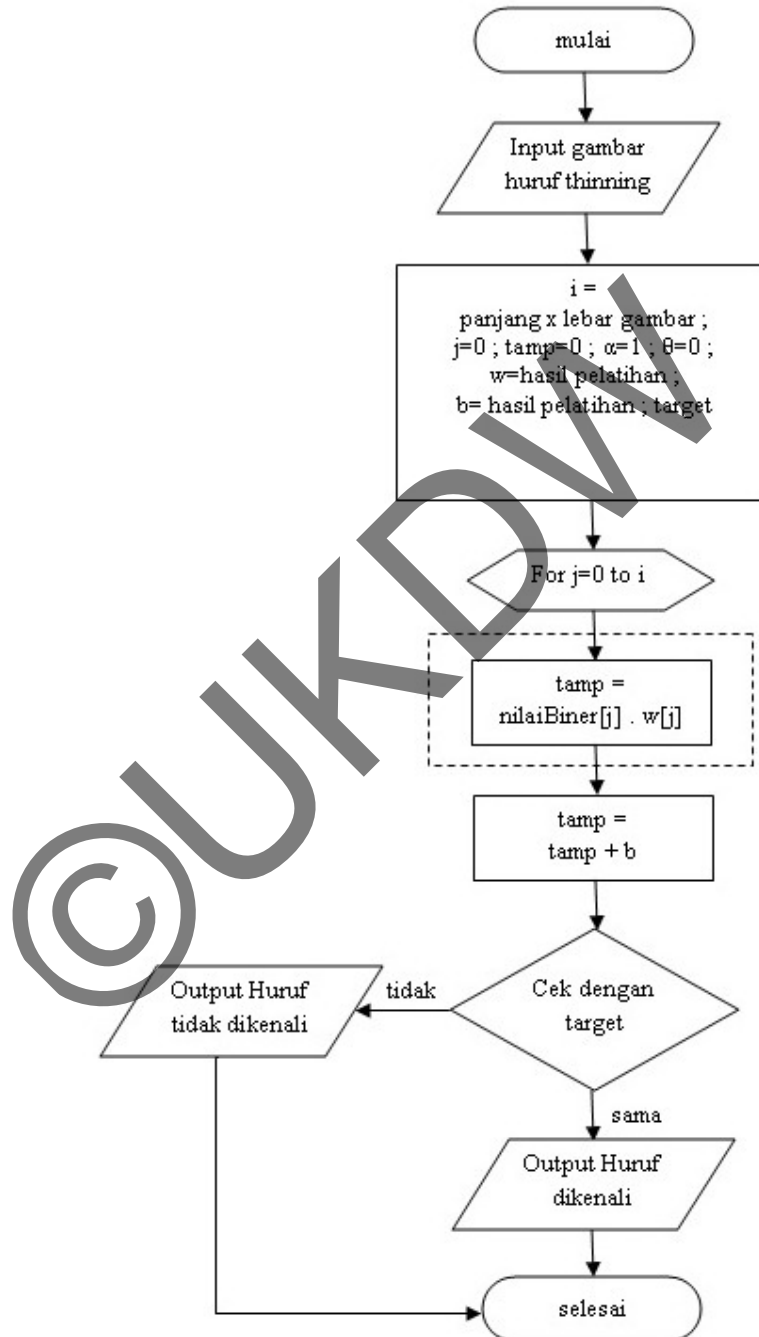 mulai
Input gambar
huruf thinning
i =
panjang x lebar gambar ;
j=0 ; tamp=0 ; α=1 ; θ=0 ;
w=hasil pelatihan ;
b= hasil pelatihan ; target
For j=0 to i
tamp =
nilaiBiner[j] . w[j]
tamp =
tamp + b
Cek dengan
target
tidak
Output Huruf
tidak dikenali
sama
Output Huruf
dikenali
selesai
©UKDW